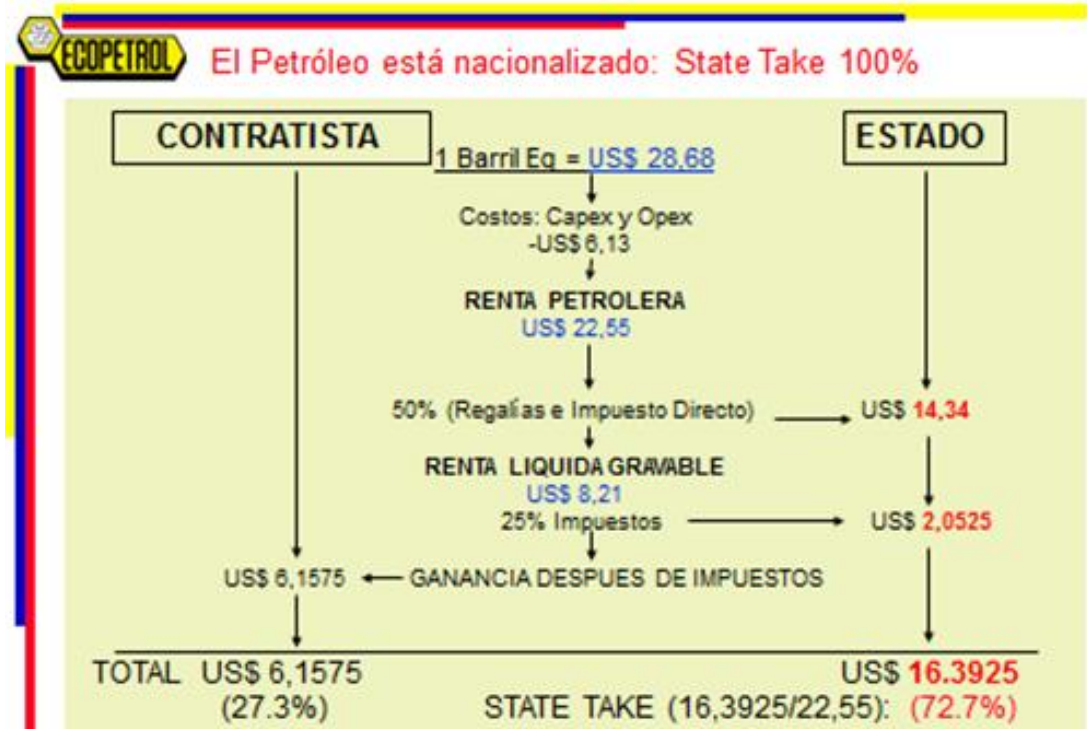 ECOPETROL
El Petróleo está nacionalizado: State Take 100%
CONTRATISTA
ESTADO
1 Barril Eq = US$ 28,68
Costos: Capex y Opex
-US$ 6,13
RENTA PETROLERA
US$ 22,55
50% (Regalías e Impuesto Directo)
US$ 14,34
RENTA LIQUIDA GRAVABLE
US$ 8,21
25% Impuestos
US$ 2,0525
US$ 6,1575
GANANCIA DESPUES DE IMPUESTOS
TOTAL US$ 6,1575
US$ 16.3925
(27.3%)
STATE TAKE (16,3925/22,55): (72.7%)